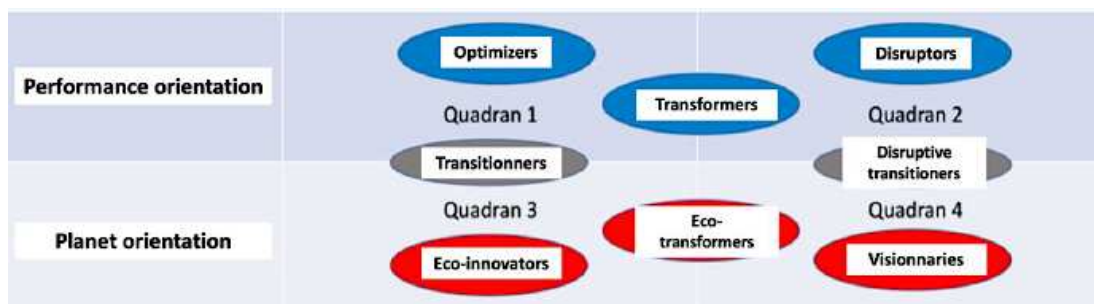 Optimizers
Disruptors
Performance orientation
Transformers
Quadran 1
Quadran 2
Transitionners
Disruptive
transitioners
Quadran 3
Eco-
transformers
Quadran 4
Planet orientation
Eco-innovators
Visionnaries